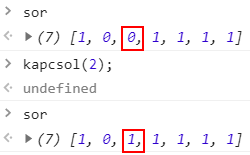 > sor
<· ▶ (7) [1, 0, 0, 1, 1, 1, 1]
> kapcsol(2);
<· undefined
> sor
<· ▶ (7) [1, 0, 1, 1, 1, 1, 1]